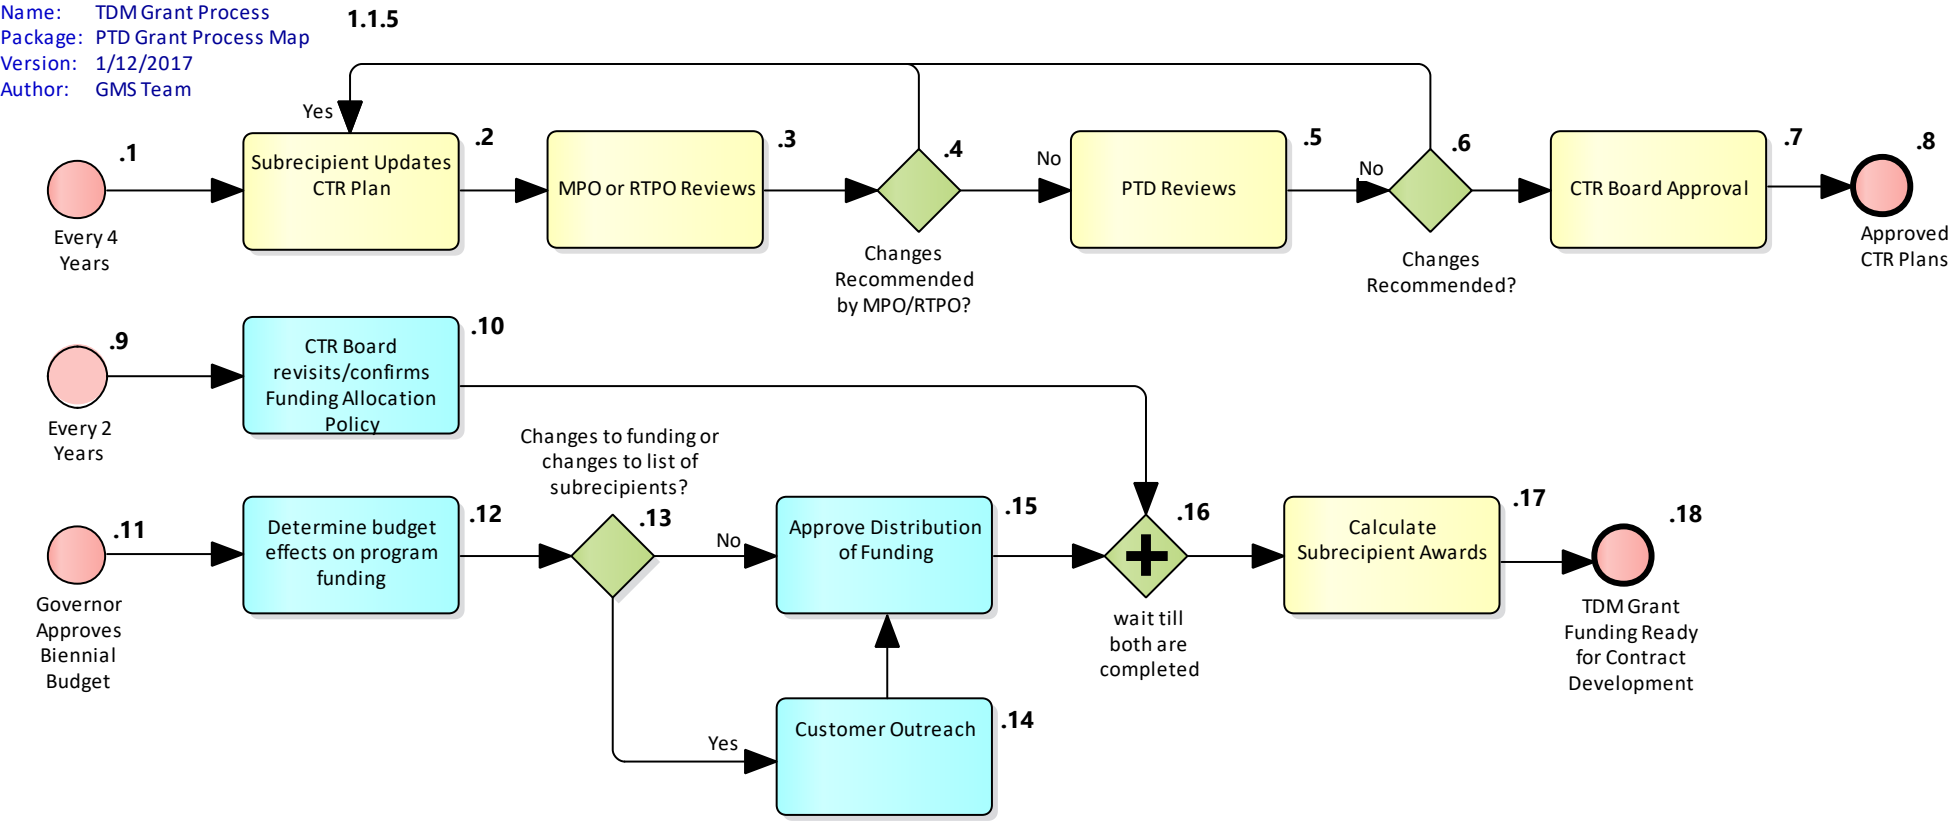 Name: TDM Grant Process
Package: PTD Grant Process Map
Version: 1/12/2017
Author: GMS Team
1.1.5
Yes
.1
Every 4
Years
Subrecipient Updates
CTR Plan
.2
MPO or RTPO Reviews
.3
.4
Changes
Recommended
by MPO/RTPO?
No
PTD Reviews
.5
No
.6
Changes
Recommended?
CTR Board Approval
.7
.8
Approved
CTR Plans
.9
Every 2
Years
CTR Board
revisits/confirms
Funding Allocation
Policy
.10
.11
Governor
Approves
Biennial
Budget
Determine budget
effects on program
funding
.12
Changes to funding or
changes to list of
subrecipients?
.13
No
Yes
Approve Distribution
of Funding
.15
Customer Outreach
.14
.16
wait till
both are
completed
Calculate
Subrecipient Awards
.17
.18
TDM Grant
Funding Ready
for Contract
Development